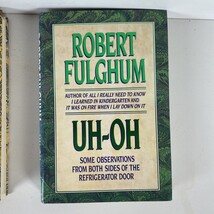 ROBERT
FULGHUM
AUTHOR OF ALL I REALLY NEED TO KNOW
I LEARNED IN KINDERGARTEN AND
IT WAS ON FIRE WHEN I LAY DOWN ON IT
UH-OH
SOME OBSERVATIONS
FROM BOTH SIDES OF THE
REFRIGERATOR DOOR